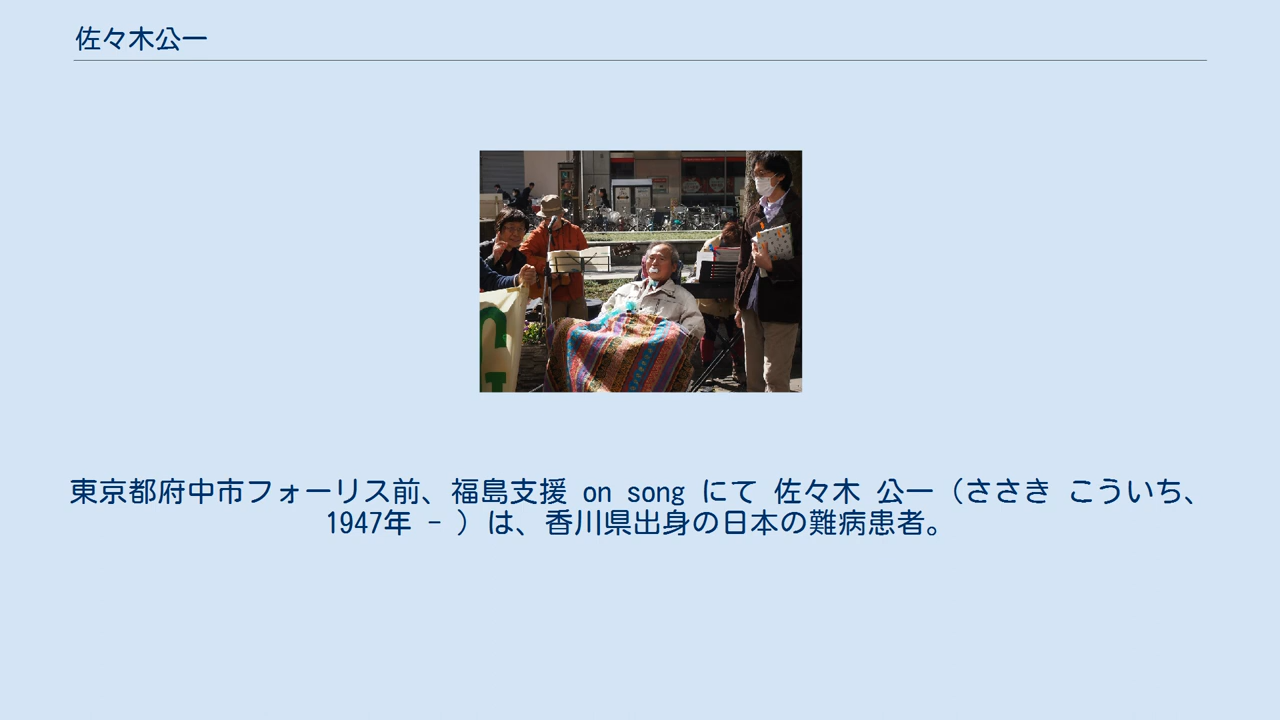 佐々木公一
東京都府中市フォーリス前、福島支援 on song にて 佐々木 公一（ささき こういち、
1947年 - ）は、香川県出身の日本の難病患者。